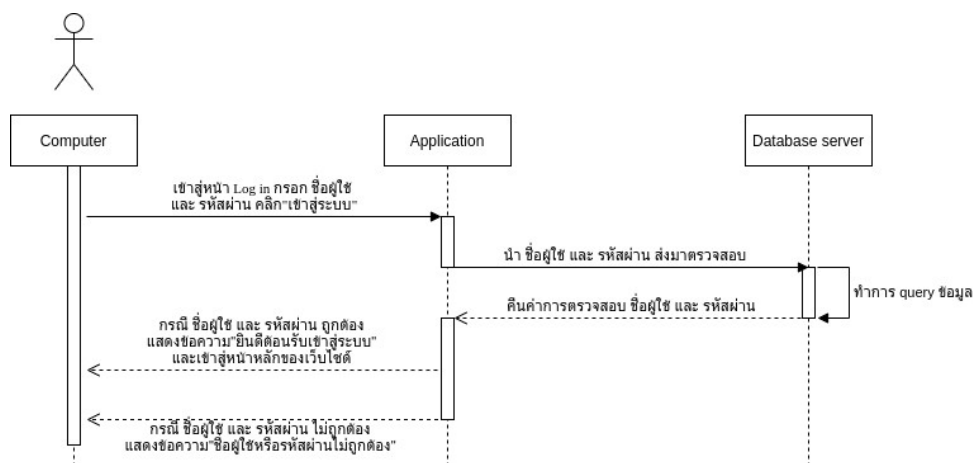 Computer
Application
Database server
เข้าสู่หน้า Log in กรอก ชื่อผู้ใช้
และ รหัสผ่าน คลิก"เข้าสู่ระบบ"
นำ ชื่อผู้ใช้ และ รหัสผ่าน ส่งมาตรวจสอบ
ทำการ query ข้อมูล
คืนค่าการตรวจสอบ ชื่อผู้ใช้ และ รหัสผ่าน
กรณี ชื่อผู้ใช้ และ รหัสผ่าน ถูกต้อง
แสดงข้อความ"ยินดีต้อนรับเข้าสู่ระบบ"
และเข้าสู่หน้าหลักของเว็บไซต์
กรณี ชื่อผู้ใช้ และ รหัสผ่าน ไม่ถูกต้อง
แสดงข้อความ"ชื่อผู้ใช้หรือรหัสผ่านไม่ถูกต้อง"